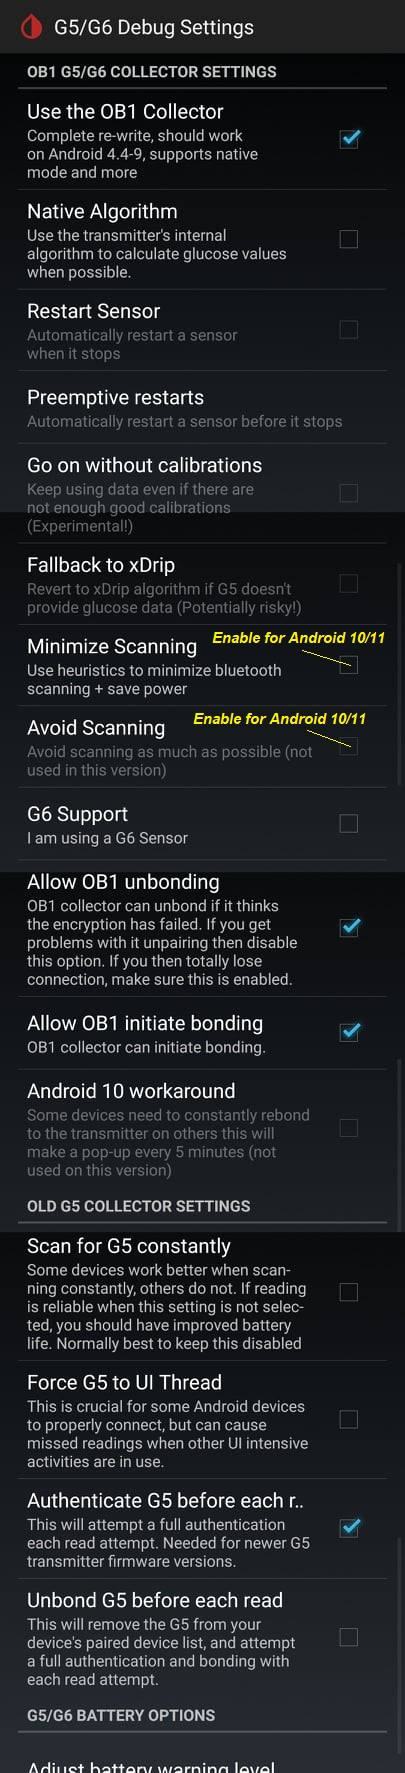 G5/G6 Debug Settings
OB1 G5/G6 COLLECTOR SETTINGS
Use the OB1 Collector
Complete re-write, should work
on Android 4.4-9, supports native
mode and more
Native Algorithm
Use the transmitter's internal
algorithm to calculate glucose values
when possible.
Restart Sensor
Automatically restart a sensor
when it stops
Preemptive restarts
Automatically restart a sensor before it stops
Go on without calibrations
Keep using data even if there are
not enough good calibrations
(Experimental!)
Fallback to xDrip
Revert to xDrip algorithm if G5 doesn't
provide glucose data (Potentially risky!)
Minimize Scanning
Enable for Android 10/11
Use heuristics to minimize bluetooth
scanning + save power
Avoid Scanning
Enable for Android 10/11
Avoid scanning as much as possible (not
used in this version)
G6 Support
I am using a G6 Sensor
Allow OB1 unbonding
OB1 collector can unbond if it thinks
the encryption has failed. If you get
problems with it unpairing then disable
this option. If you then totally lose
connection, make sure this is enabled.
Allow OB1 initiate bonding
OB1 collector can initiate bonding.
Android 10 workaround
Some devices need to constantly rebond
to the transmitter on others this will
make a pop-up every 5 minutes (not
used on this version)
OLD G5 COLLECTOR SETTINGS
Scan for G5 constantly
Some devices work better when scan-
ning constantly, others do not. If reading
is reliable when this setting is not selec-
ted, you should have improved battery
life. Normally best to keep this disabled
Force G5 to UI Thread
This is crucial for some Android devices
to properly connect, but can cause
missed readings when other UI intensive
activities are in use.
Authenticate G5 before each r..
This will attempt a full authentication
each read attempt. Needed for newer G5
transmitter firmware versions.
Unbond G5 before each read
This will remove the G5 from your
device's paired device list, and attempt
a full authentication and bonding with
each read attempt.
G5/G6 BATTERY OPTIONS
Adjust battery warning level